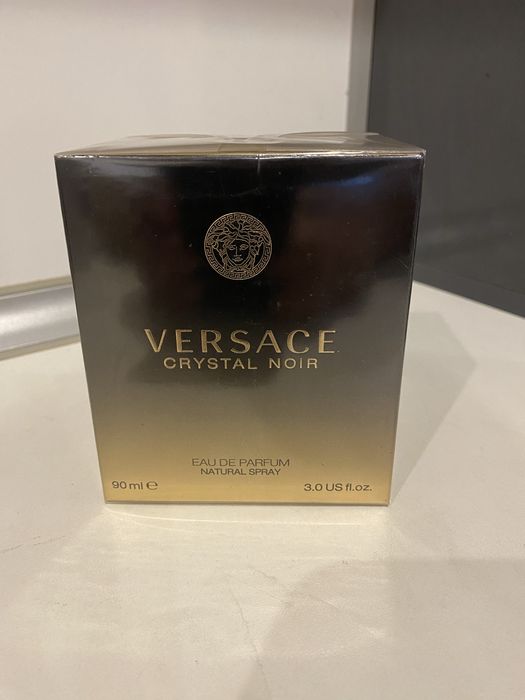 VERSACE
CRYSTAL NOIR
EAU DE PARFUM
NATURAL SPRAY
90 ml ℮ 3.0 US fl.oz.